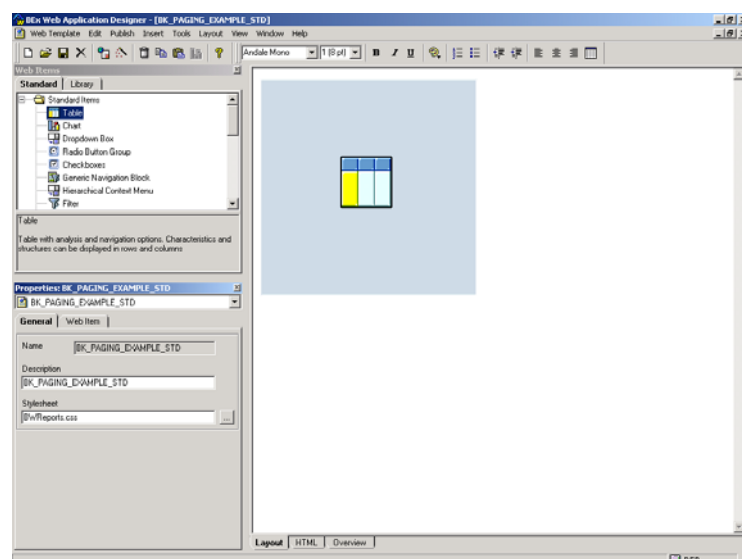 BEx Web Application Designer - [BK_PAGING_EXAMPLE_STD]
Web Template Edit Publish Insert Tools Layout View Window Help
Andale Mono 1 (8 pt) B I U
Web Items
Standard Library
Standard Items
Table
Chart
Dropdown Box
Radio Button Group
Checkboxes
Generic Navigation Block
Hierarchical Context Menu
Filter
Table
Table with analysis and navigation options. Characteristics and
structures can be displayed in rows and columns
Properties: BK_PAGING_EXAMPLE_STD
BK_PAGING_EXAMPLE_STD
General Web Item
Name BK_PAGING_EXAMPLE_STD
Description
BK_PAGING_EXAMPLE_STD
Stylesheet
BWReports.css ...
Layout HTML Overview